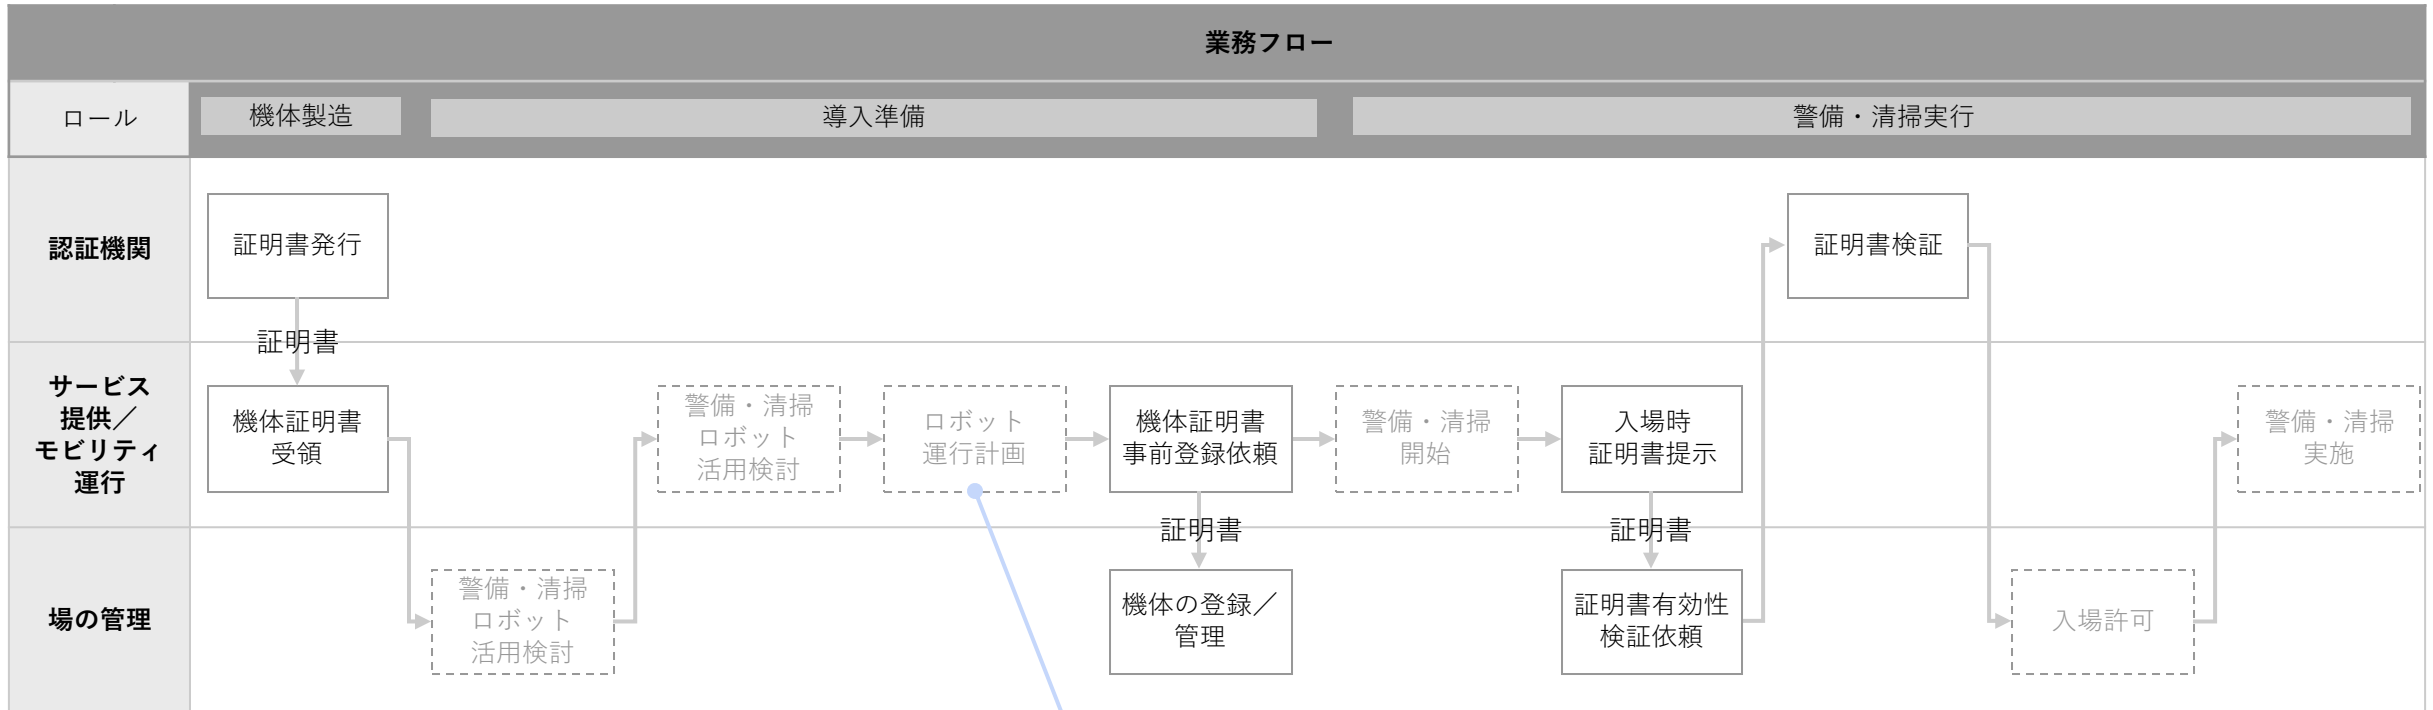 業務フロー
ロール
機体製造
導入準備
警備・清掃実行
認証機関
証明書発行
証明書検証
証明書
サービス
提供／
モビリティ
運行
機体証明書
受領
警備・清掃
ロボット
活用検討
ロボット
運行計画
機体証明書
事前登録依頼
警備・清掃
開始
入場時
証明書提示
警備・清掃
実施
証明書
証明書
場の管理
警備・清掃
ロボット
活用検討
機体の登録／
管理
証明書有効性
検証依頼
入場許可